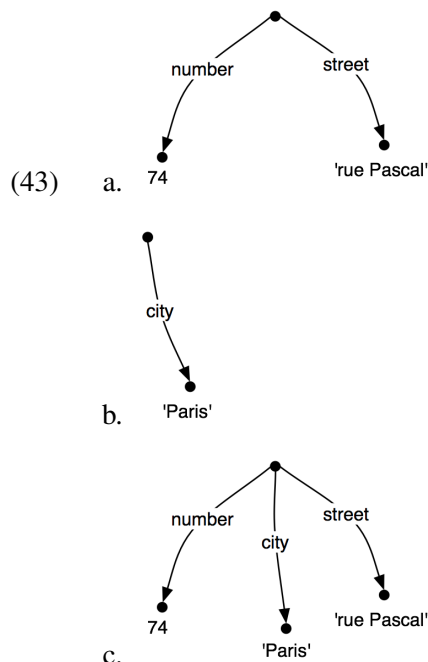 number street
(43) a. 74 'rue Pascal'
city
b. 'Paris'
number street
city
74 'rue Pascal'
c. 'Paris'